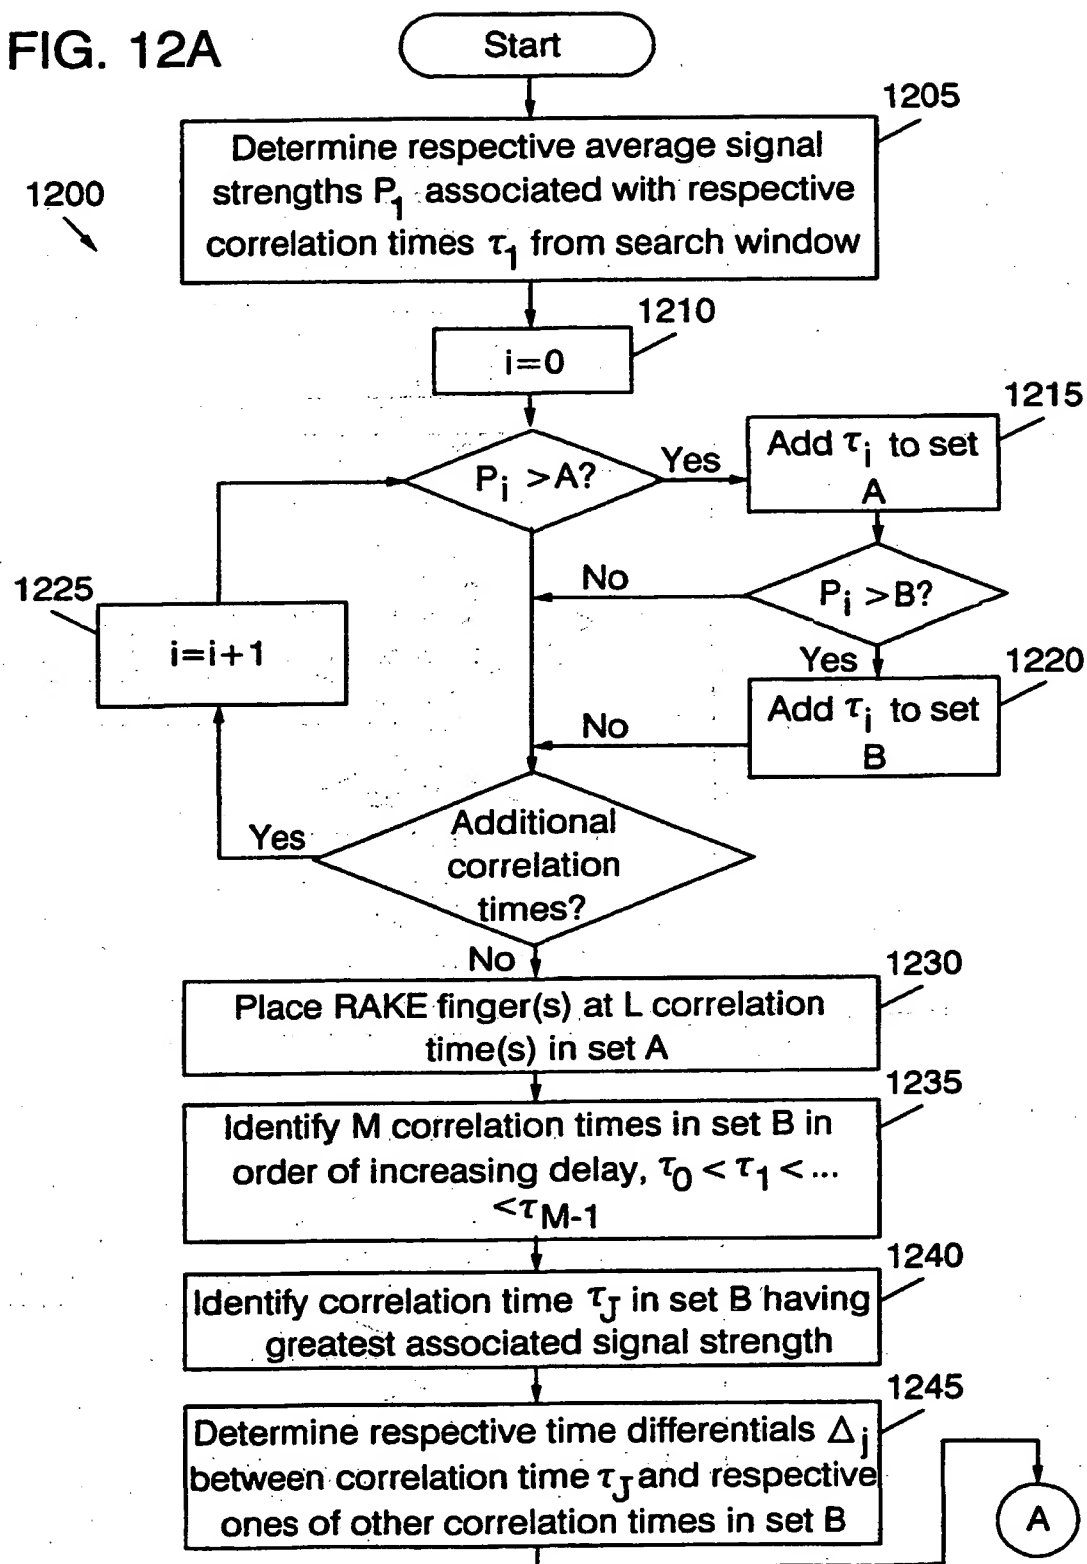 FIG. 12A
Start
1205
Determine respective average signal
strengths P1 associated with respective
correlation times τ1 from search window
1200
1210
i=0
1215
Pi >A?
Yes
Add τi to set
A
No
Pi >B?
1225
i=i+1
Yes
1220
Add τi to set
B
No
Additional
correlation
times?
Yes
No
1230
Place RAKE finger(s) at L correlation
time(s) in set A
1235
Identify M correlation times in set B in
order of increasing delay, τ0 < τ1 < ...
<τM-1
1240
Identify correlation time τJ in set B having
greatest associated signal strength
1245
Determine respective time differentials Δj
between correlation time τJ and respective
ones of other correlation times in set B
A